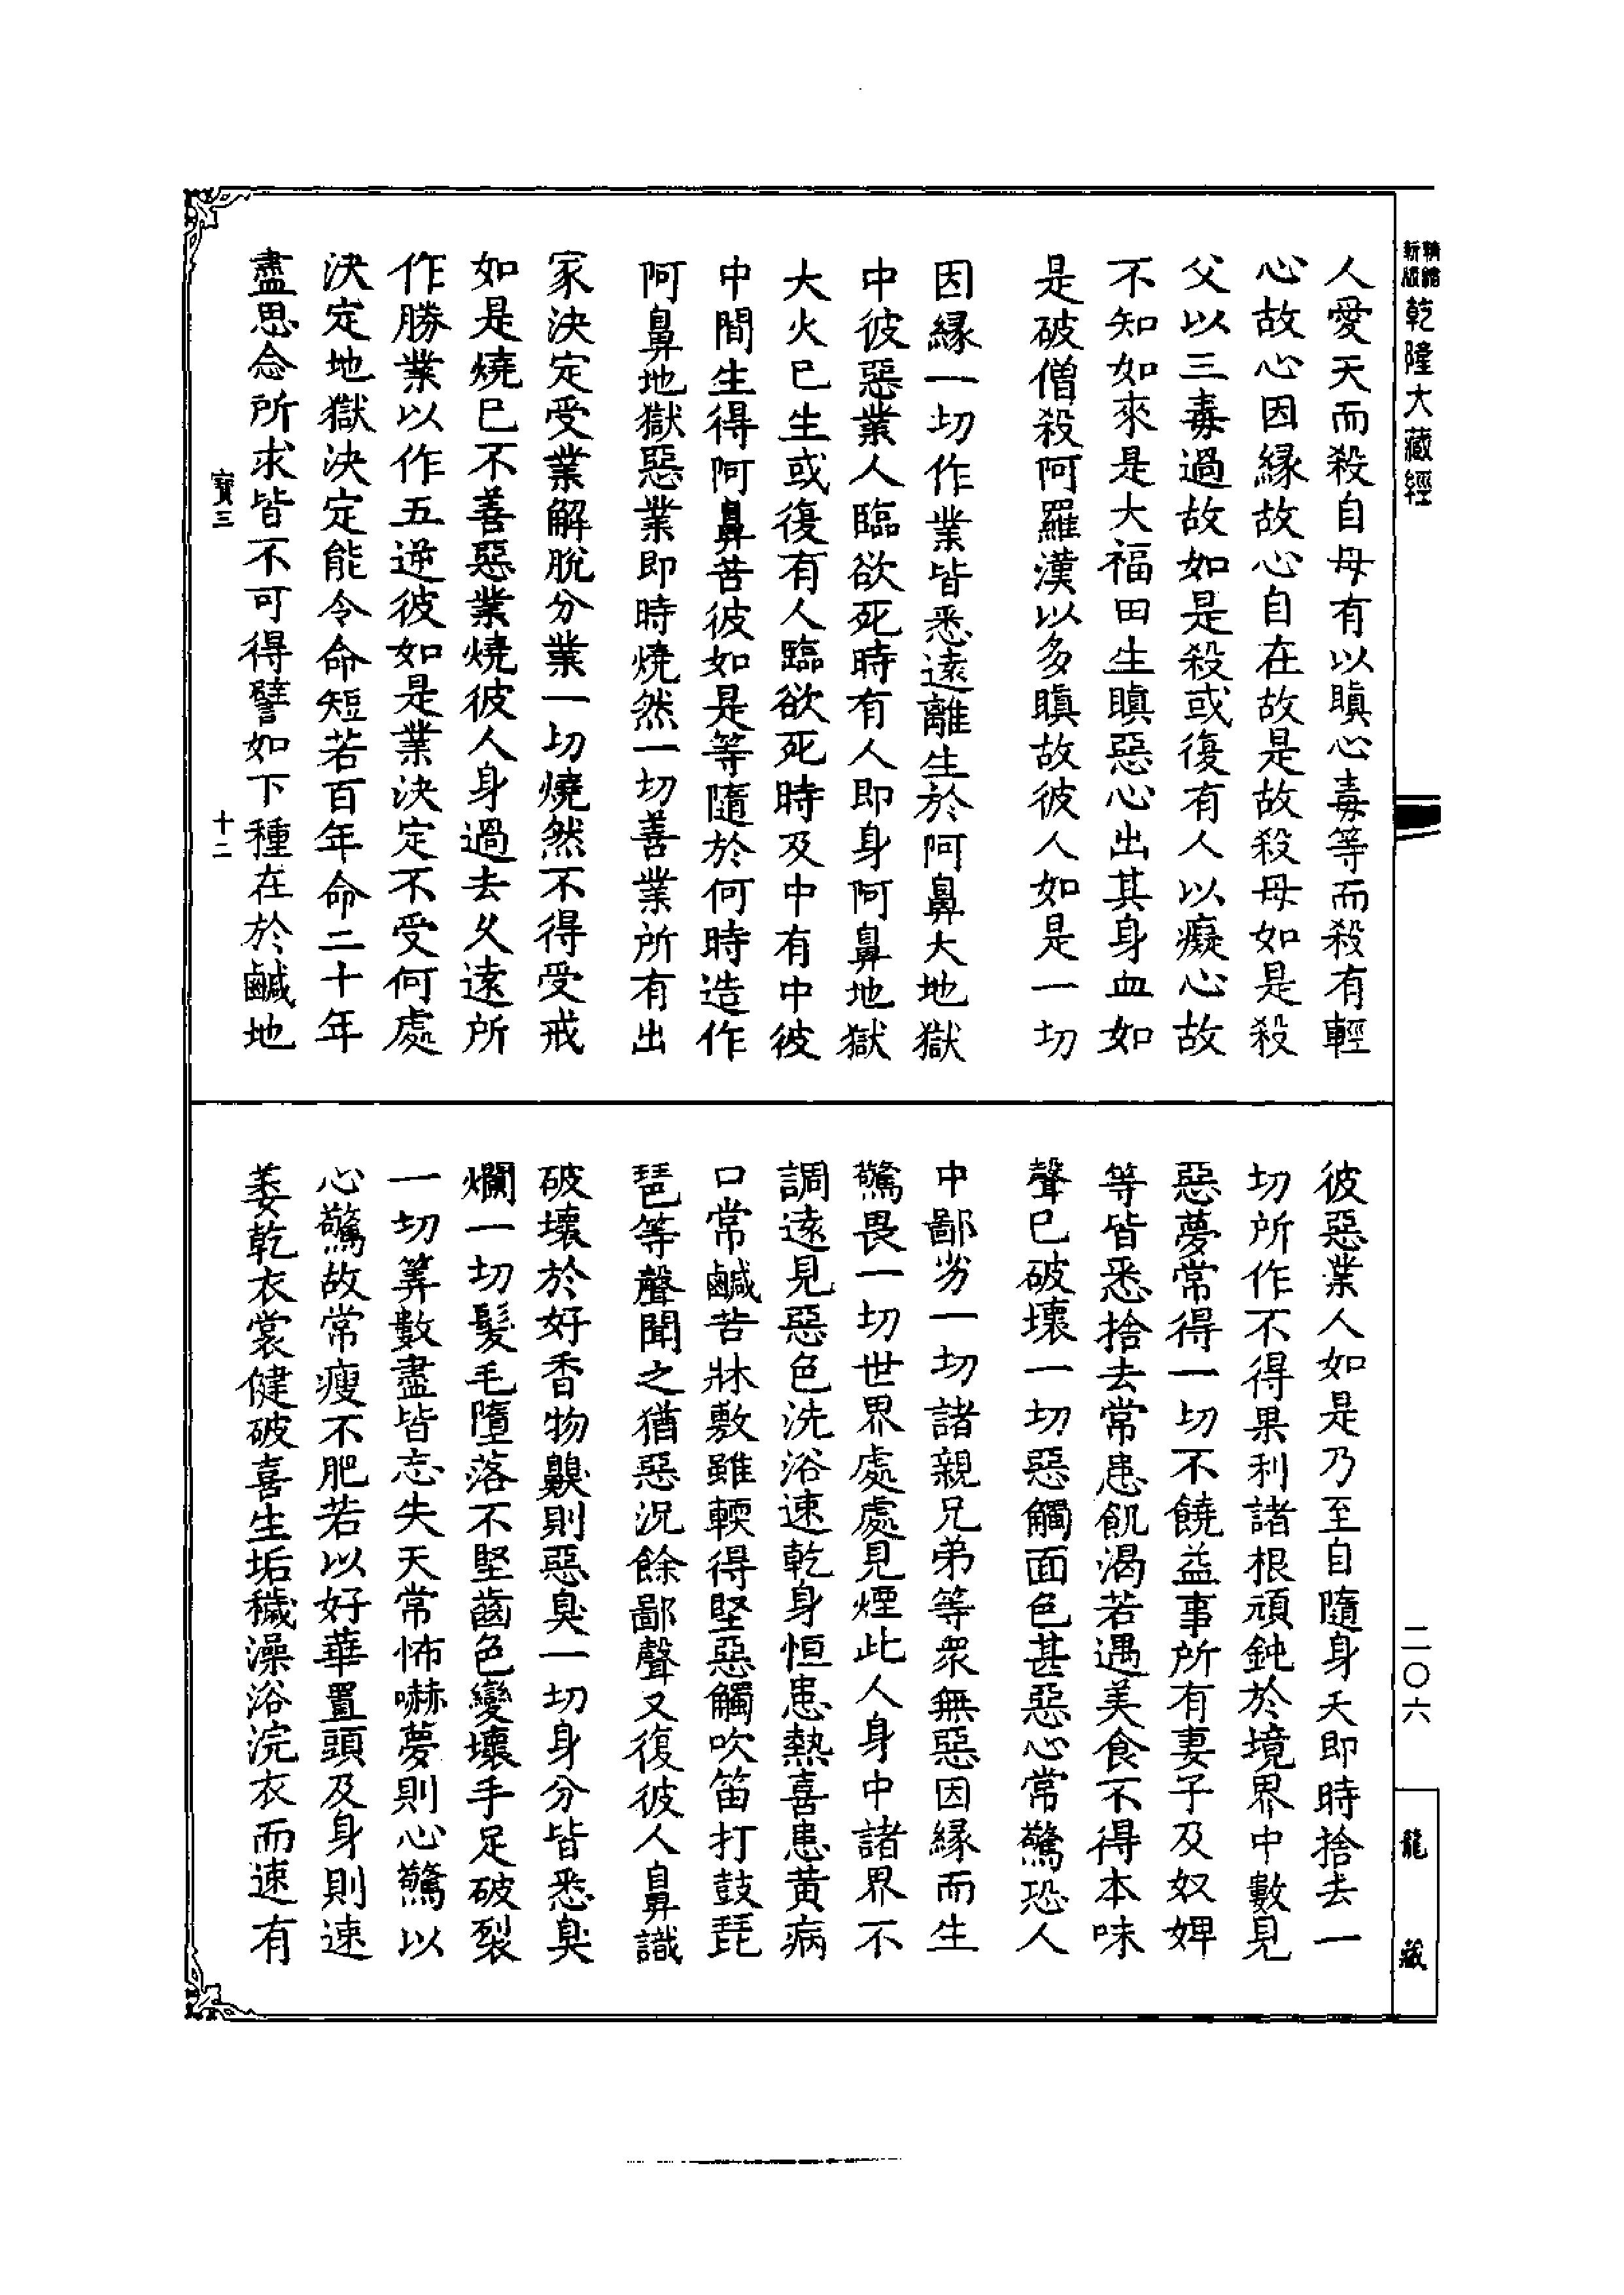 精縮新版乾隆大藏經
人愛天而殺自母有以瞋心毒等而殺有輕
心故心因緣故心自在故是故殺母如是殺
父以三毒過故如是殺或復有人以癡心故
不知如來是大福田生瞋惡心出其身血如
是破僧殺阿羅漢以多瞋故彼人如是一切
因緣一切作業皆悉遠離生於阿鼻大地獄
中彼惡業人臨欲死時有人即身阿鼻地獄
大火已生或復有人臨欲死時及中有中彼
中間生得阿鼻苦彼如是等隨於何時造作
阿鼻地獄惡業即時燒然一切善業所有出
家決定受業解脫分業一切燒然不得受戒
如是燒已不善惡業燒彼人身過去久遠所
作勝業以作五逆彼如是業決定不受何處
決定地獄決定能令命短若百年命二十年
盡思念所求皆不可得譬如下種在於鹹地
寶三 十二
彼惡業人如是乃至自隨身天即時捨去一
切所作不得果利諸根頑鈍於境界中數見
惡夢常得一切不饒益事所有妻子及奴婢
等皆悉捨去常患飢渴若遇美食不得本味
聲已破壞一切惡觸面色甚惡心常驚恐人
中鄙劣一切諸親兄弟等眾無惡因緣而生
驚畏一切世界處處見煙此人身中諸界不
調遠見惡色洗浴速乾身恒患熱喜患黃病
口常鹹苦牀敷雖輭得堅惡觸吹笛打鼓琵
琶等聲聞之猶惡況餘鄙聲又復彼人鼻識
破壞於好香物齅則惡臭一切身分皆悉臭
爛一切髮毛墮落不堅齒色變壞手足破裂
一切筭數盡皆忘失天常怖嚇夢則心驚以
心驚故常瘦不肥若以好華置頭及身則速
萎乾衣裳健破喜生垢穢澡浴浣衣而速有
二〇六
龍藏